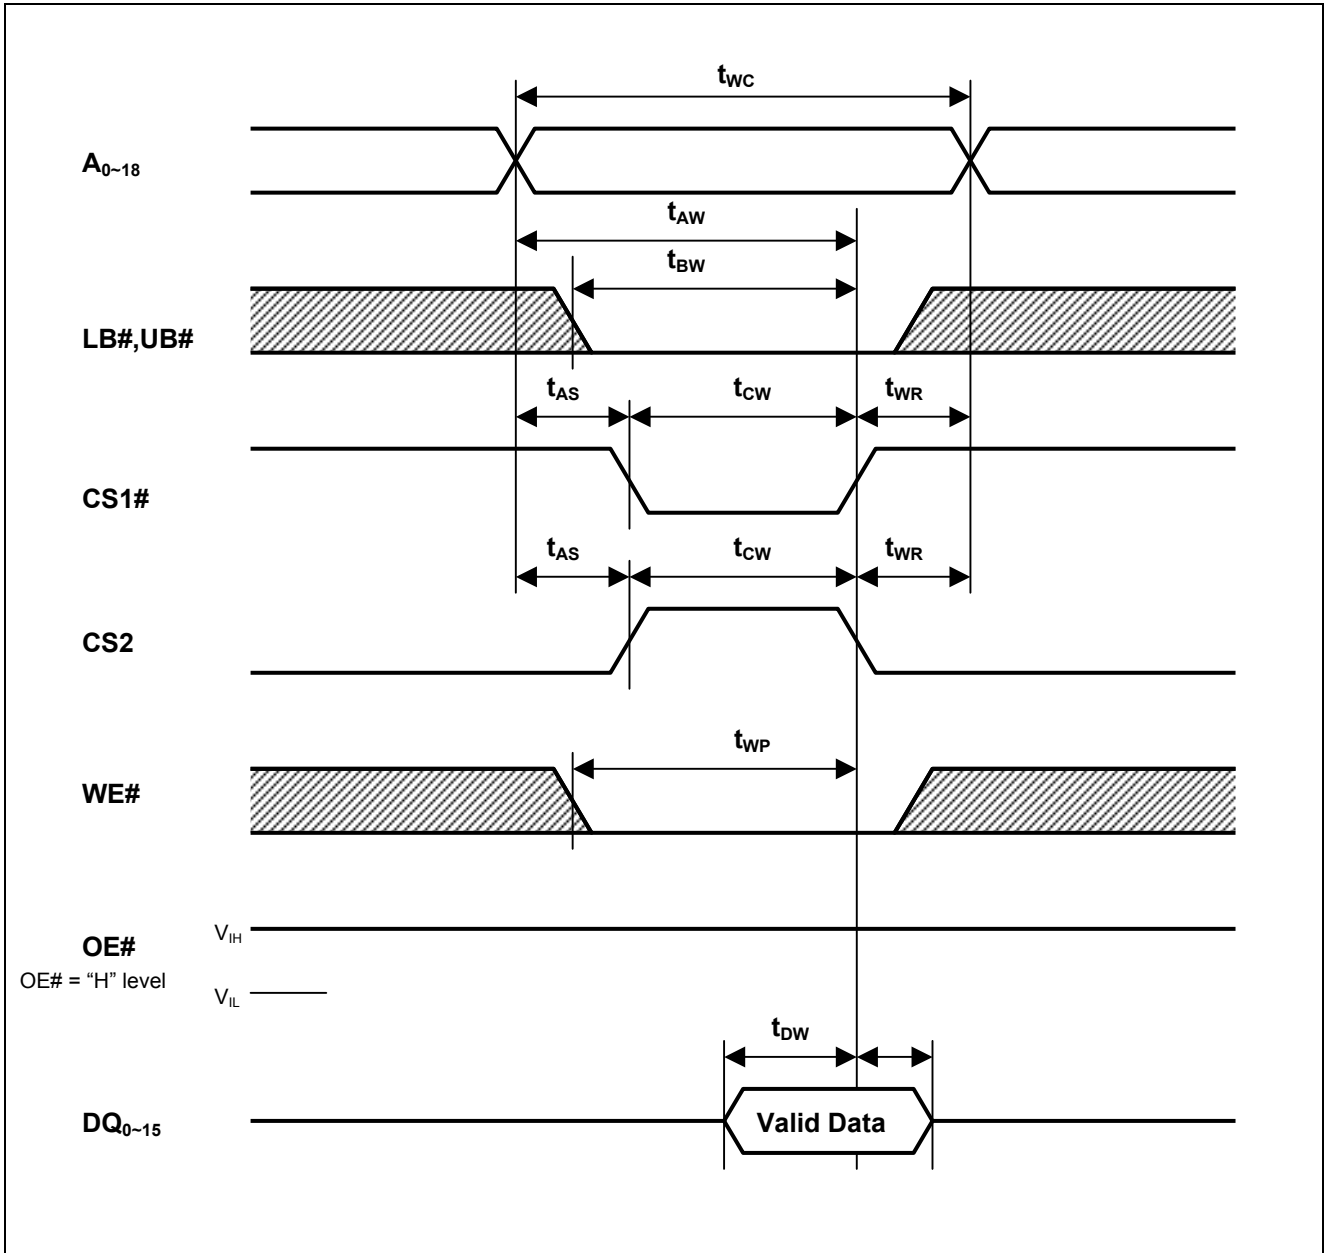 tWC
A0~18
tAW
tBW
LB#,UB#
tAS tCW tWR
CS1#
tAS tCW tWR
CS2
tWP
WE#
VIH
OE#
OE# = “H” level
VIL
tDW
DQ0~15 Valid Data